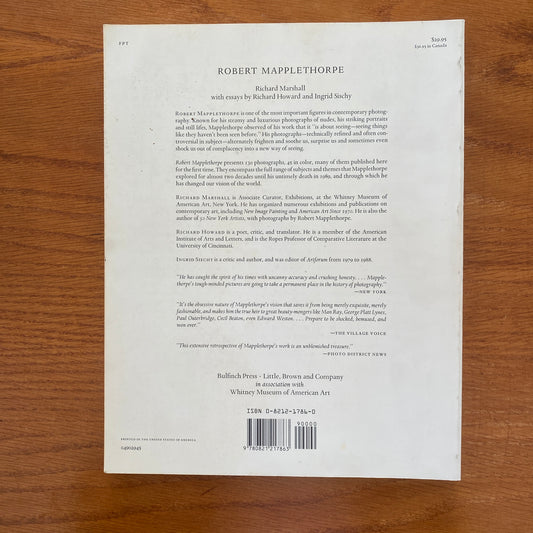 FPT
$29.95
$36.95 in Canada
ROBERT MAPPLETHORPE
Richard Marshall
with essays by Richard Howard and Ingrid Sischy
ROBERT MAPPLETHORPE is one of the most important figures in contemporary photog-
raphy. Known for his steamy and luxurious photographs of nudes, his striking portraits
and still lifes, Mapplethorpe observed of his work that it "is about seeing—seeing things
like they haven't been seen before." His photographs—technically refined and often con-
troversial in subject—alternately frighten and soothe us, surprise us and sometimes even
shock us out of complacency into a new way of seeing.
Robert Mapplethorpe presents 130 photographs, 45 in color, many of them published here
for the first time. They encompass the full range of subjects and themes that Mapplethorpe
explored for almost two decades until his untimely death in 1989, and through which he
has changed our vision of the world.
RICHARD MARSHALL is Associate Curator, Exhibitions, at the Whitney Museum of
American Art, New York. He has organized numerous exhibitions and publications on
contemporary art, including New Image Painting and American Art Since 1970. He is also the
author of 50 New York Artists, with photographs by Robert Mapplethorpe.
RICHARD HOWARD is a poet, critic, and translator. He is a member of the American
Institute of Arts and Letters, and is the Ropes Professor of Comparative Literature at the
University of Cincinnati.
INGRID SISCHY is a critic and author, and was editor of Artforum from 1979 to 1988.
"He has caught the spirit of his times with uncanny accuracy and crushing honesty. . . . Mapple-
thorpe's tough-minded pictures are going to take a permanent place in the history of photography."
—NEW YORK
"It's the obsessive nature of Mapplethorpe's vision that saves it from being merely exquisite, merely
fashionable, and makes him the true heir to great beauty-mongers like Man Ray, George Platt Lynes,
Paul Outerbridge, Cecil Beaton, even Edward Weston. . . . Prepare to be shocked, bemused, and
won over."
—THE VILLAGE VOICE
"This extensive retrospective of Mapplethorpe's work is an unblemished treasure."
—PHOTO DISTRICT NEWS
Bulfinch Press - Little, Brown and Company
in association with
Whitney Museum of American Art
ISBN 0-8212-1786-0
90000
9 780821 217863
PRINTED IN THE UNITED STATES OF AMERICA